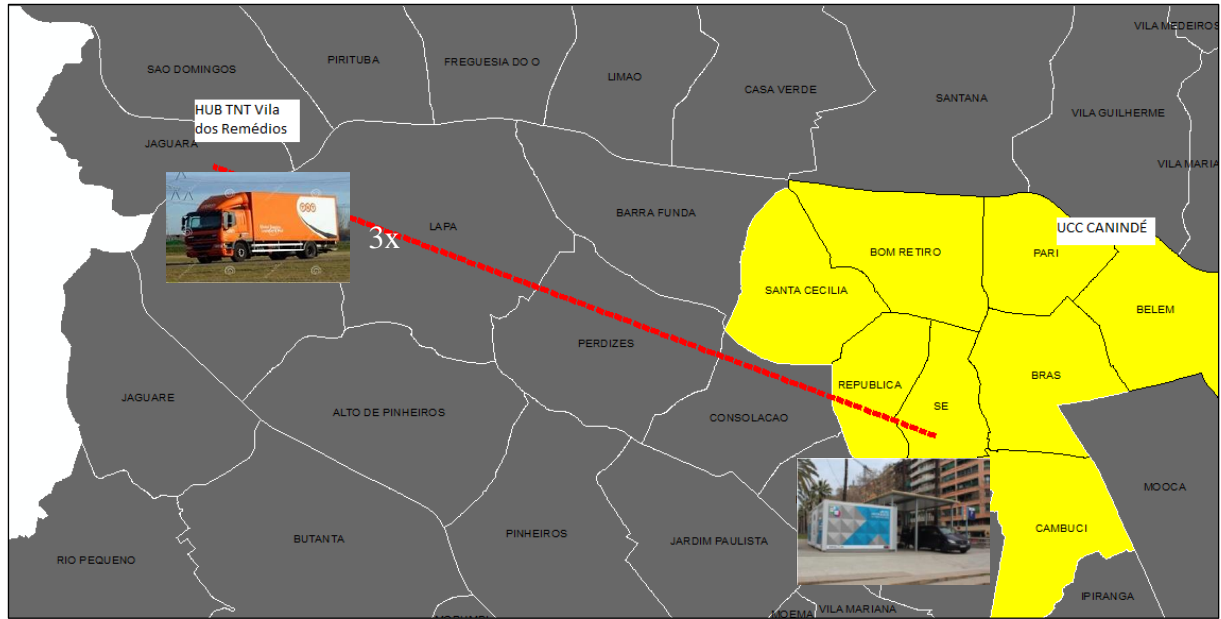 VILA MEDEIROS
PIRITUBA
FREGUESIA DO O
SAO DOMINGOS
LIMAO
CASA VERDE
SANTANA
HUB TNT Vila
dos Remédios
VILA GUILHERME
JAGUARA
VILA MARIA
BARRA FUNDA
LAPA
3x
UCC CANINDÉ
BOM RETIRO
PARI
SANTA CECILIA
BELEM
PERDIZES
BRAS
REPUBLICA
SE
JAGUARE
ALTO DE PINHEIROS
CONSOLACAO
MOOCA
CAMBUCI
PINHEIROS
BUTANTA
JARDIM PAULISTA
RIO PEQUENO
IPIRANGA
MOEMA
VILA MARIANA